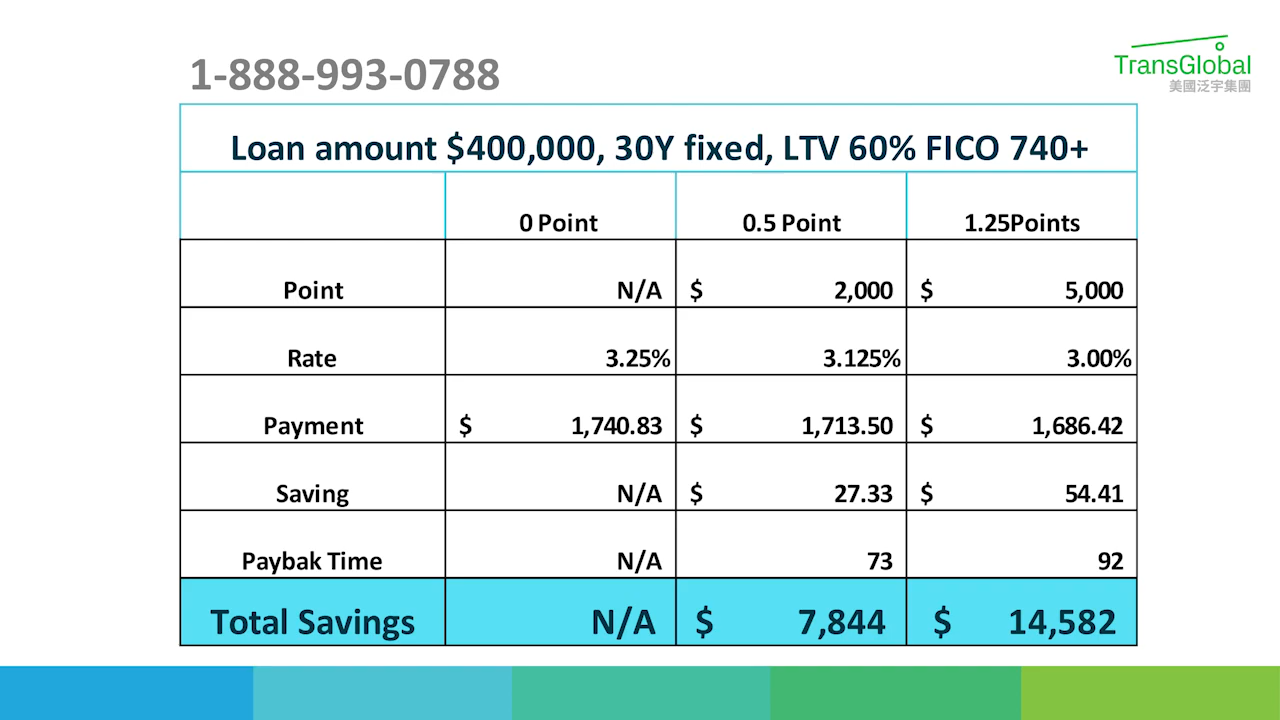 1-888-993-0788
TransGlobal
美國泛宇集團
Loan amount $400,000, 30Y fixed, LTV 60% FICO 740+
0 Point 0.5 Point 1.25Points
Point N/A $ 2,000 $ 5,000
Rate 3.25% 3.125% 3.00%
Payment $ 1,740.83 $ 1,713.50 $ 1,686.42
Saving N/A $ 27.33 $ 54.41
Paybak Time N/A 73 92
Total Savings N/A $ 7,844 $ 14,582